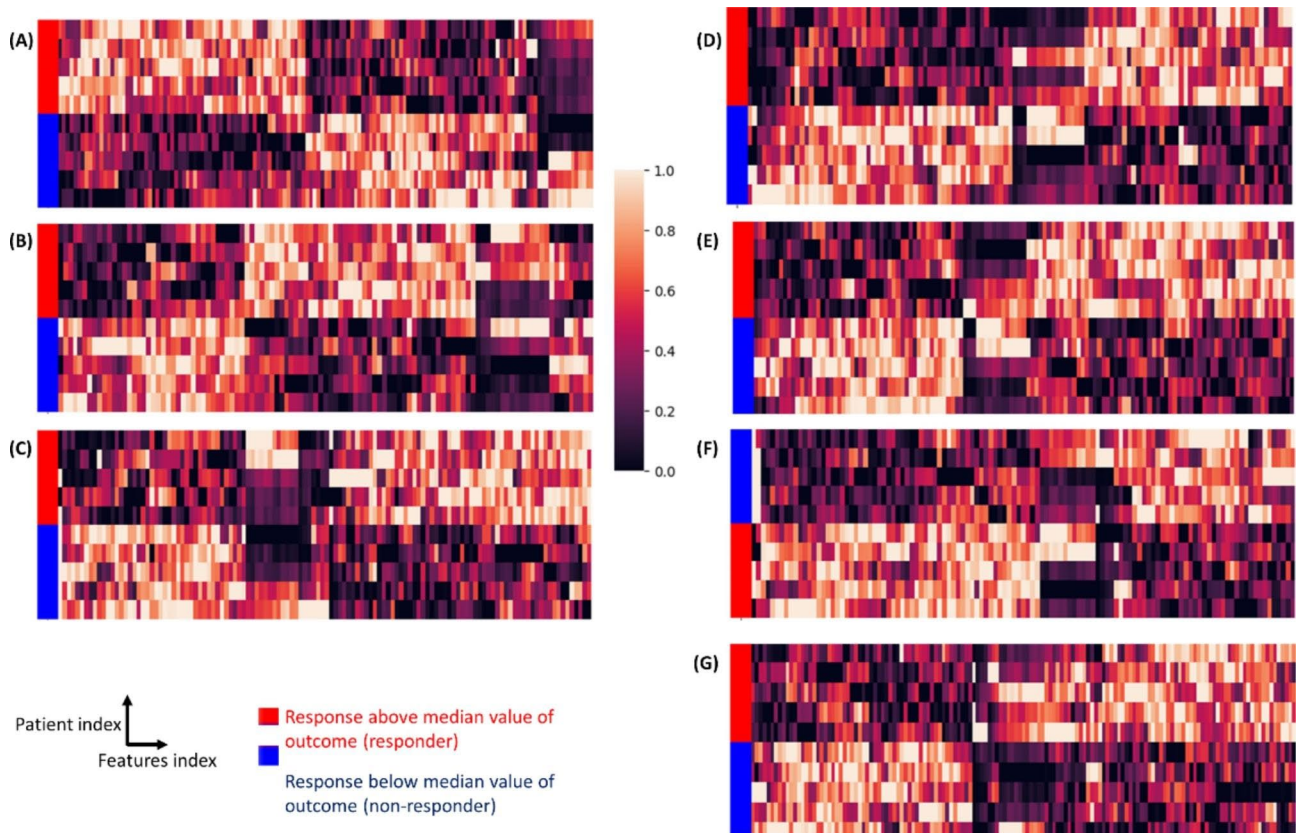 (A)
(B)
(C)
1.0
0.8
0.6
0.4
0.2
0.0
(D)
(E)
(F)
(G)
Patient index
Features index
Response above median value of
outcome (responder)
Response below median value of
outcome (non-responder)